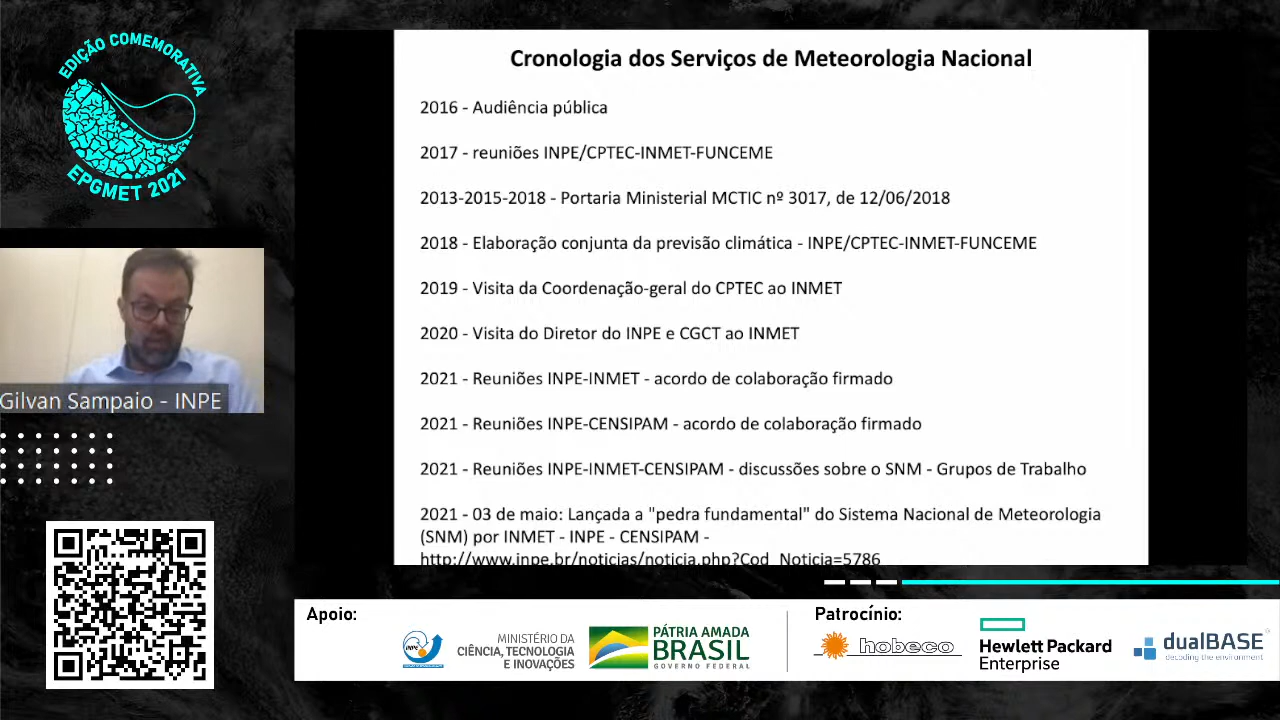 EDIÇÃO COMEMORATIVA
EPGMET 2021
Gilvan Sampaio - INPE
Cronologia dos Serviços de Meteorologia Nacional
2016 - Audiência pública
2017 - reuniões INPE/CPTEC-INMET-FUNCEME
2013-2015-2018 - Portaria Ministerial MCTIC nº 3017, de 12/06/2018
2018 - Elaboração conjunta da previsão climática - INPE/CPTEC-INMET-FUNCEME
2019 - Visita da Coordenação-geral do CPTEC ao INMET
2020 - Visita do Diretor do INPE e CGCT ao INMET
2021 - Reuniões INPE-INMET - acordo de colaboração firmado
2021 - Reuniões INPE-CENSIPAM - acordo de colaboração firmado
2021 - Reuniões INPE-INMET-CENSIPAM - discussões sobre o SNM - Grupos de Trabalho
2021 - 03 de maio: Lançada a "pedra fundamental" do Sistema Nacional de Meteorologia
(SNM) por INMET - INPE - CENSIPAM -
http://www.inpe.br/noticias/noticia.php?Cod_Noticia=5786
Apoio:
INPE
MINISTÉRIO DA
CIÊNCIA, TECNOLOGIA
E INOVAÇÕES
PÁTRIA AMADA
BRASIL
GOVERNO FEDERAL
Patrocínio:
hobeco
Hewlett Packard
Enterprise
dualBASE
decoding the environment